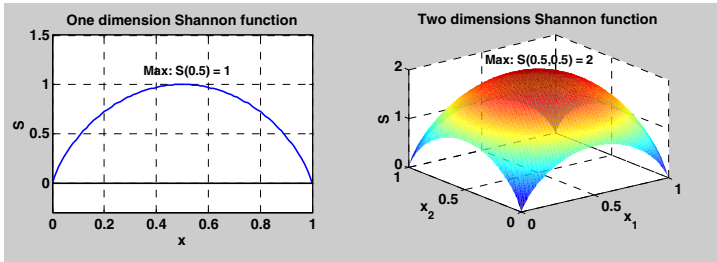 One dimension Shannon function
1.5
1
0.5
0
S
Max: S(0.5) = 1
0 0.2 0.4 0.6 0.8 1
x
Two dimensions Shannon function
2
1
0
S
Max: S(0.5,0.5) = 2
1
0.5
0
x2
0
0.5
1
x1